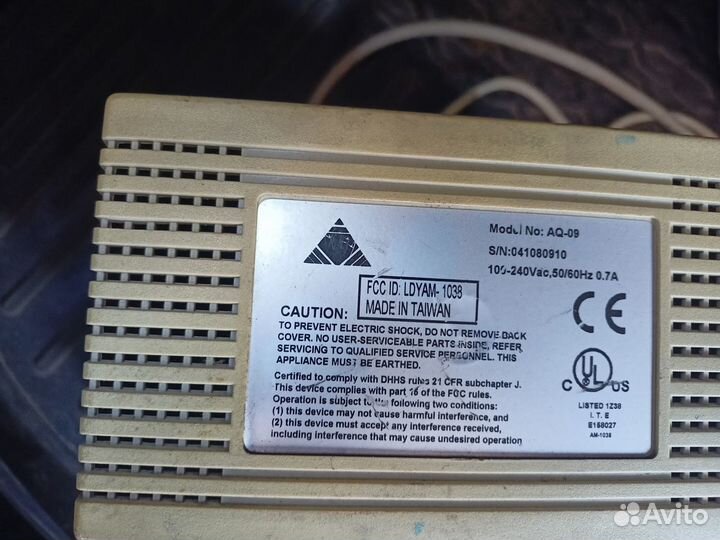 Model No: AQ-09
S/N:041080910
100-240Vac,50/60Hz 0.7A
FCC ID: LDYAM-1038
MADE IN TAIWAN
CAUTION:
TO PREVENT ELECTRIC SHOCK, DO NOT REMOVE BACK
COVER. NO USER-SERVICEABLE PARTS INSIDE, REFER
SERVICING TO QUALIFIED SERVICE PERSONNEL. THIS
APPLIANCE MUST BE EARTHED.
Certified to comply with DHHS rules 21 CFR subchapter J.
This device complies with part 15 of the FCC rules.
Operation is subject to the following two conditions:
(1) this device may not cause harmful interference, and
(2) this device must accept any interference received,
including interference that may cause undesired operation
CE
C UL US
LISTED 1Z38
I. T. E
E158027
AM-1038
Avito